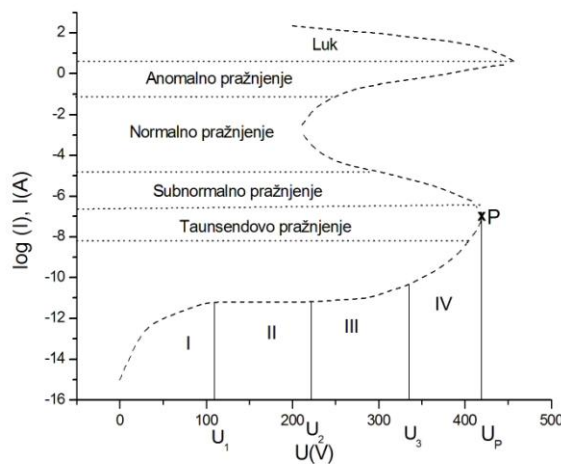 log (I), I(A)
2
0
-2
-4
-6
-8
-10
-12
-14
-16
Luk
Anomalno pražnjenje
Normalno pražnjenje
Subnormalno pražnjenje
Taunsendovo pražnjenje
P
I
II
III
IV
0
100
200
300
400
500
U1
U2
U3
UP
U(V)